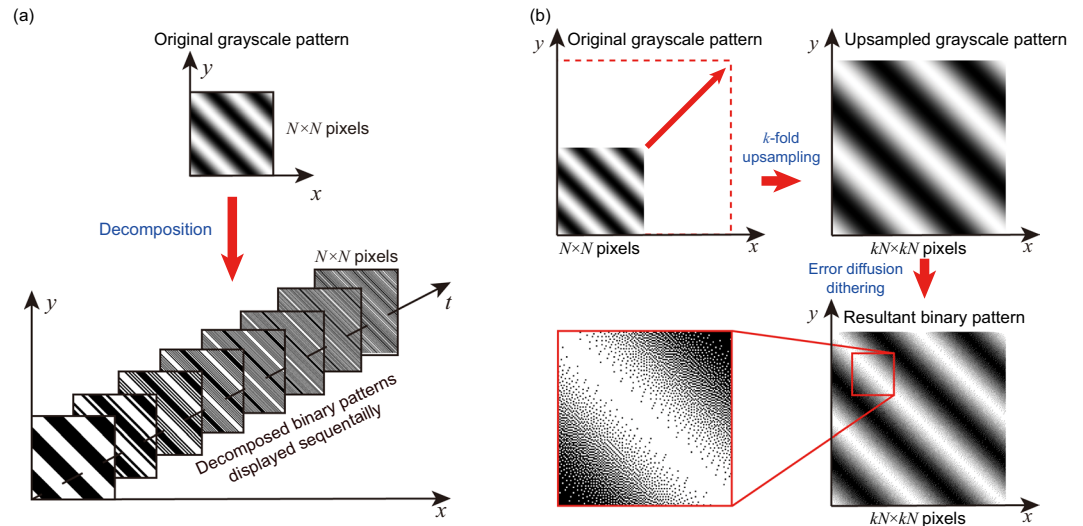 (a)
Original grayscale pattern
y
N×N pixels
x
Decomposition
N×N pixels
y
t
Decomposed binary patterns
displayed sequentailly
x
(b)
y
Original grayscale pattern
k-fold
upsampling
N×N pixels
x
Upsampled grayscale pattern
y
x
kN×kN pixels
Error diffusion
dithering
y
Resultant binary pattern
kN×kN pixels
x